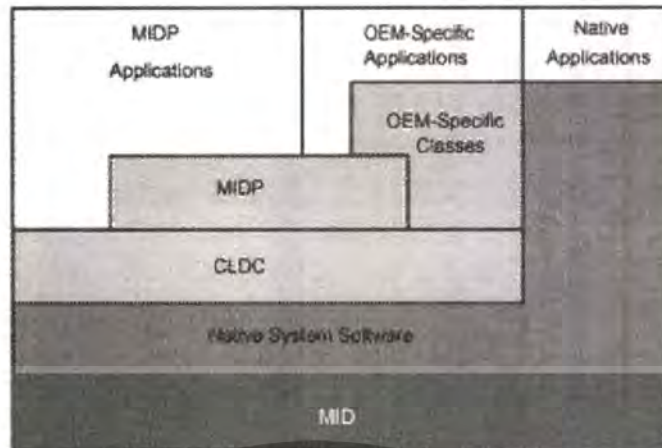 MIDP
Applications
OEM-Specific
Applications
Native
Applications
OEM-Specific
Classes
MIDP
CLDC
Native System Software
MID